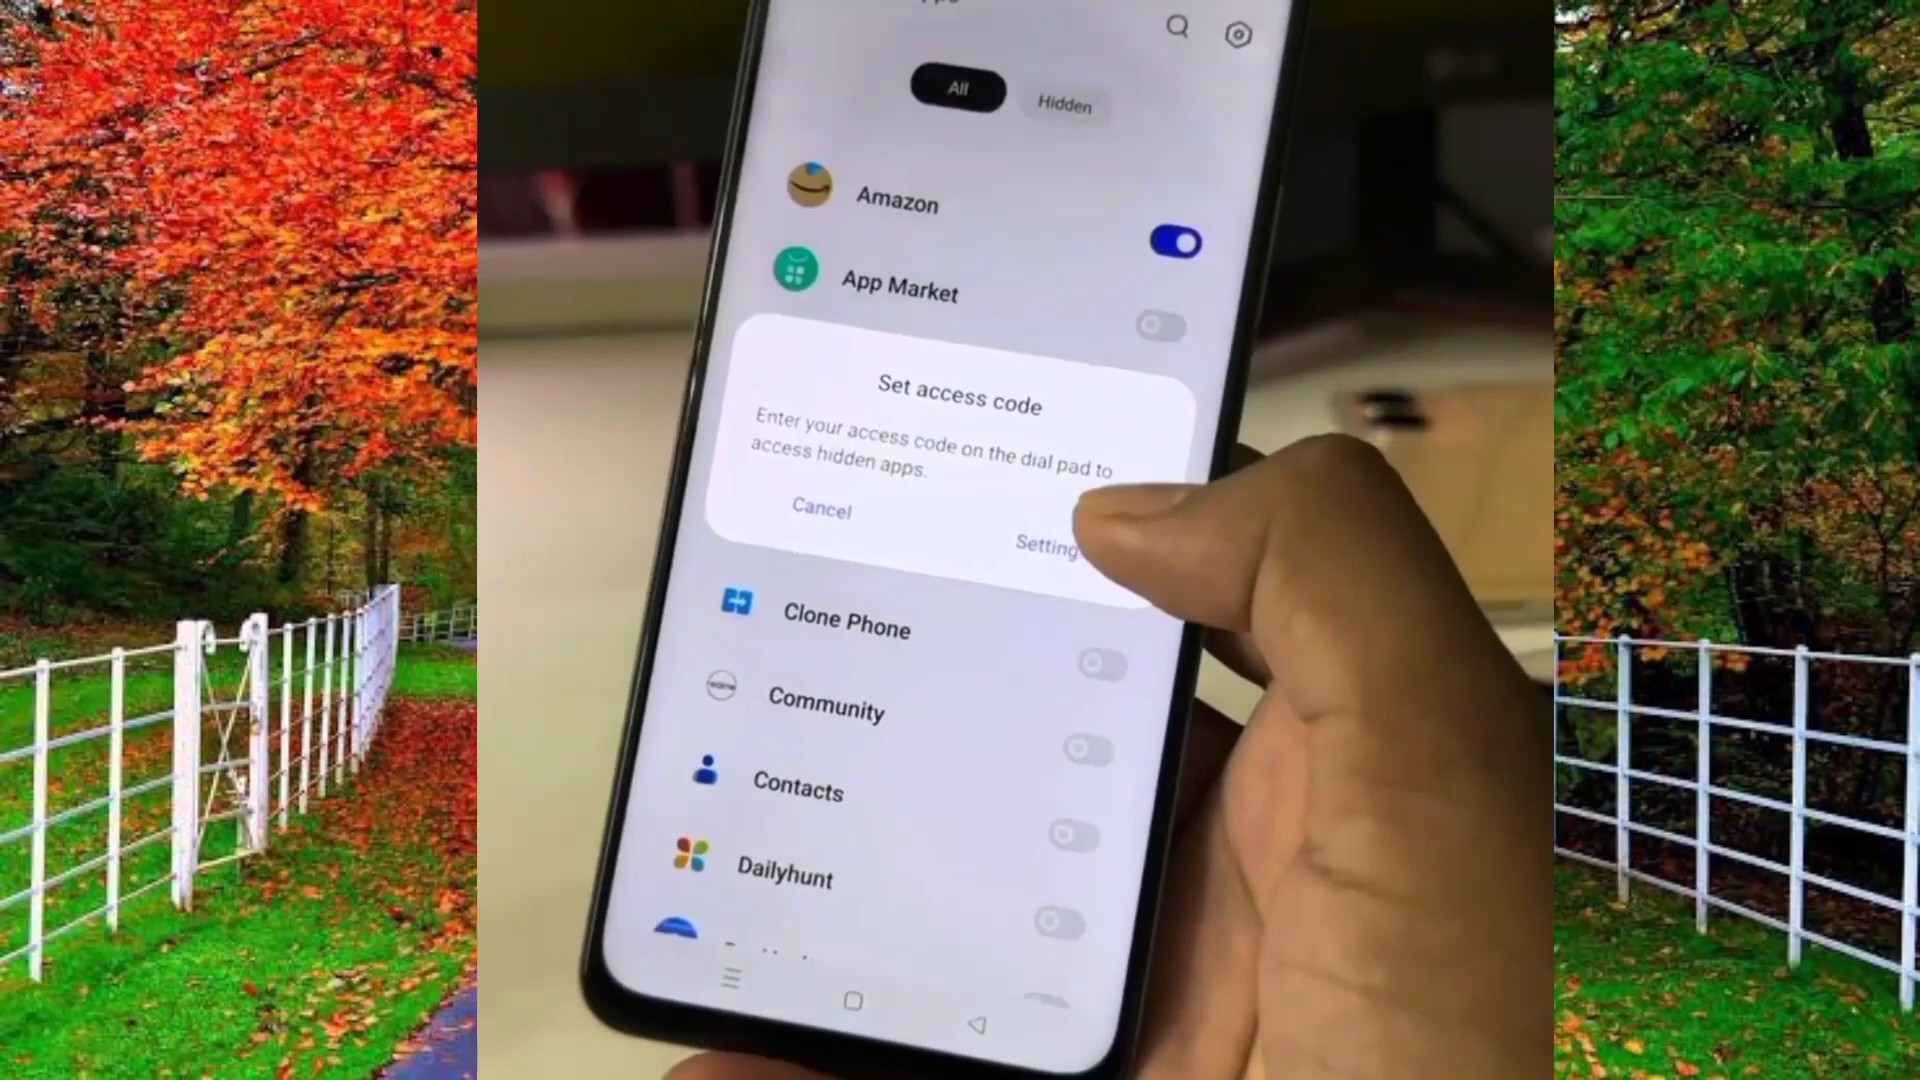 All
Hidden
Amazon
App Market
Set access code
Enter your access code on the dial pad to
access hidden apps.
Cancel
Setting
Clone Phone
realme
Community
Contacts
Dailyhunt